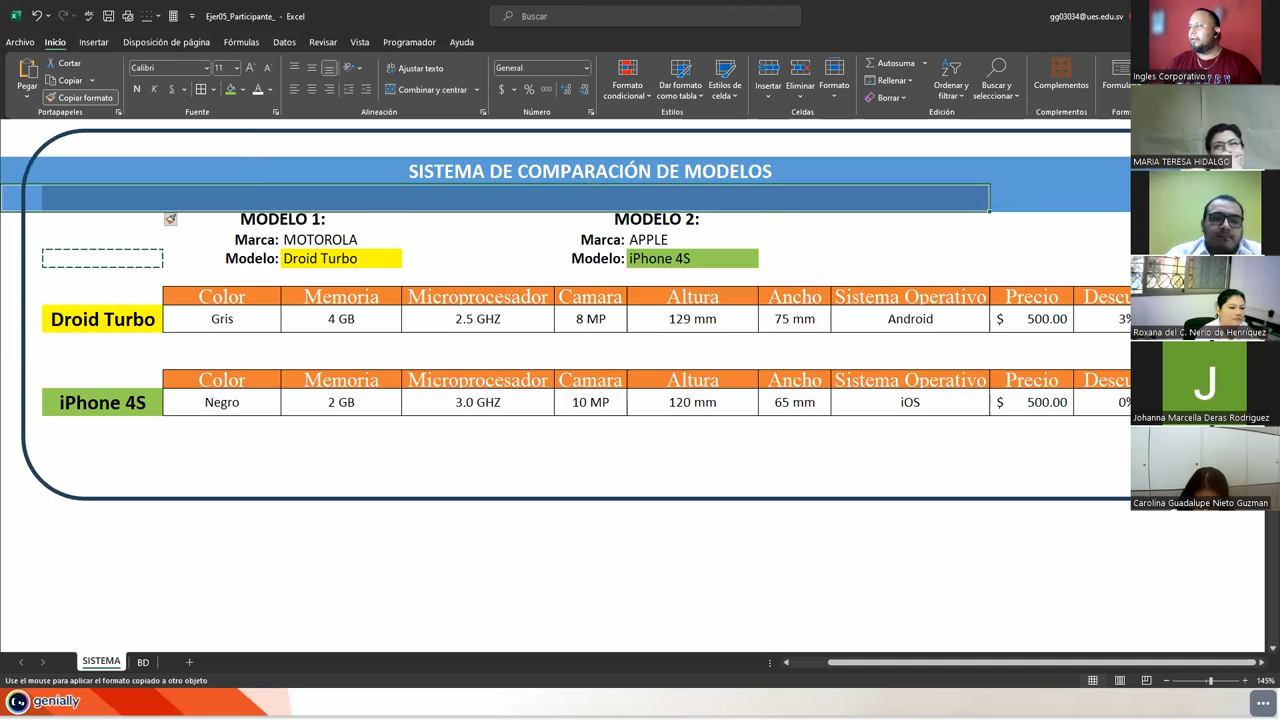 Ejer05_Participante_ - Excel
Buscar
gg03034@ues.edu.sv
Archivo Inicio Insertar Disposición de página Fórmulas Datos Revisar Vista Programador Ayuda
Pegar
Cortar
Copiar
Copiar formato
Portapapeles
Calibri 11
N K S
Fuente
Ajustar texto
Combinar y centrar
Alineación
General
$ % 000
Número
Formato condicional
Dar formato como tabla
Estilos de celda
Estilos
Insertar Eliminar Formato
Celdas
Autosuma
Rellenar
Borrar
Ordenar y filtrar
Buscar y seleccionar
Edición
Complementos
Complementos
SISTEMA DE COMPARACIÓN DE MODELOS
MODELO 1: MODELO 2:
Marca: MOTOROLA Marca: APPLE
Modelo: Droid Turbo Modelo: iPhone 4S
Color Memoria Microprocesador Camara Altura Ancho Sistema Operativo Precio Descu
Droid Turbo Gris 4 GB 2.5 GHZ 8 MP 129 mm 75 mm Android $ 500.00 3%
Color Memoria Microprocesador Camara Altura Ancho Sistema Operativo Precio Descu
iPhone 4S Negro 2 GB 3.0 GHZ 10 MP 120 mm 65 mm iOS $ 500.00 0%
SISTEMA BD
Use el mouse para aplicar el formato copiado a otro objeto
145%
genially
Ingles Corporativo
MARIA TERESA HIDALGO
Roxana del C. Nerio de Henríquez
J
Johanna Marcella Deras Rodríguez
Carolina Guadalupe Nieto Guzman